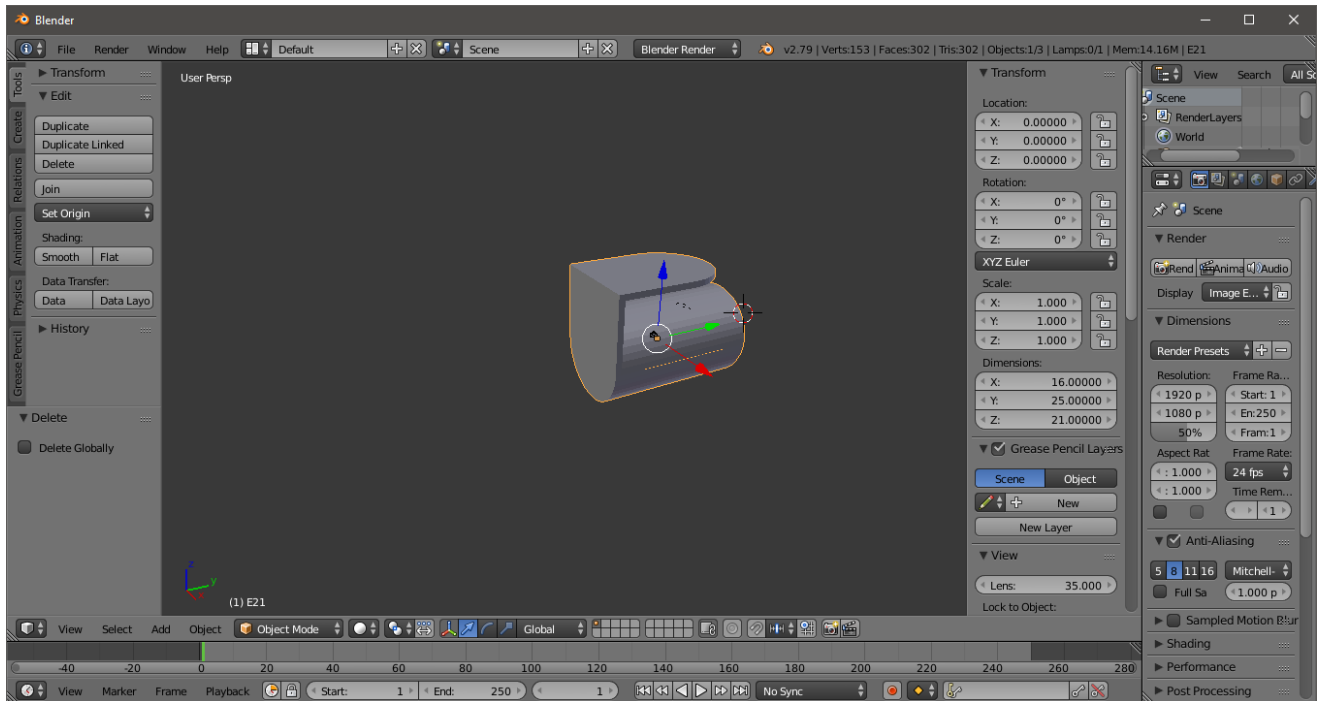 Blender
File Render Window Help Default Scene Blender Render v2.79 | Verts:153 | Faces:302 | Tris:302 | Objects:1/3 | Lamps:0/1 | Mem:14.16M | E21
Tools
Create
Relations
Animation
Physics
Grease Pencil
Transform
Edit
Duplicate
Duplicate Linked
Delete
Join
Set Origin
Shading:
Smooth Flat
Data Transfer:
Data Data Layo
History
Delete
Delete Globally
User Persp
z
y
x
(1) E21
Transform
Location:
X: 0.00000
Y: 0.00000
Z: 0.00000
Rotation:
X: 0°
Y: 0°
Z: 0°
XYZ Euler
Scale:
X: 1.000
Y: 1.000
Z: 1.000
Dimensions:
X: 16.00000
Y: 25.00000
Z: 21.00000
Grease Pencil Layers
Scene Object
New
New Layer
View
Lens: 35.000
Lock to Object:
View Search All Sc
Scene
RenderLayers
World
Scene
Render
Rend Anima Audio
Display Image E...
Dimensions
Render Presets
Resolution: Frame Ra...
1920 p Start: 1
1080 p En:250
50% Fram:1
Aspect Rat Frame Rate:
: 1.000 24 fps
: 1.000 Time Rem...
1
Anti-Aliasing
5 8 11 16 Mitchell-
Full Sa 1.000 p
Sampled Motion Blur
Shading
Performance
Post Processing
View Select Add Object Object Mode Global
-40 -20 0 20 40 60 80 100 120 140 160 180 200 220 240 260 280
View Marker Frame Playback Start: 1 End: 250 1 No Sync